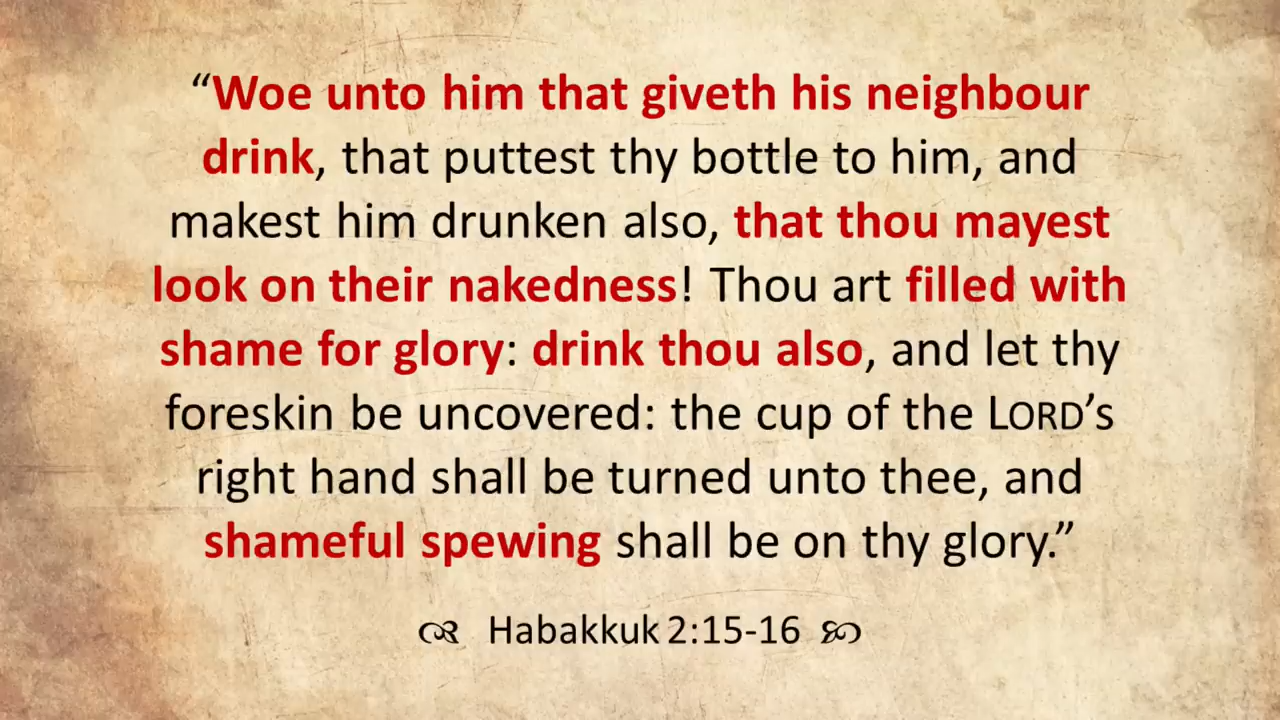 “Woe unto him that giveth his neighbour
drink, that puttest thy bottle to him, and
makest him drunken also, that thou mayest
look on their nakedness! Thou art filled with
shame for glory: drink thou also, and let thy
foreskin be uncovered: the cup of the LORD’s
right hand shall be turned unto thee, and
shameful spewing shall be on thy glory.”
Habakkuk 2:15-16